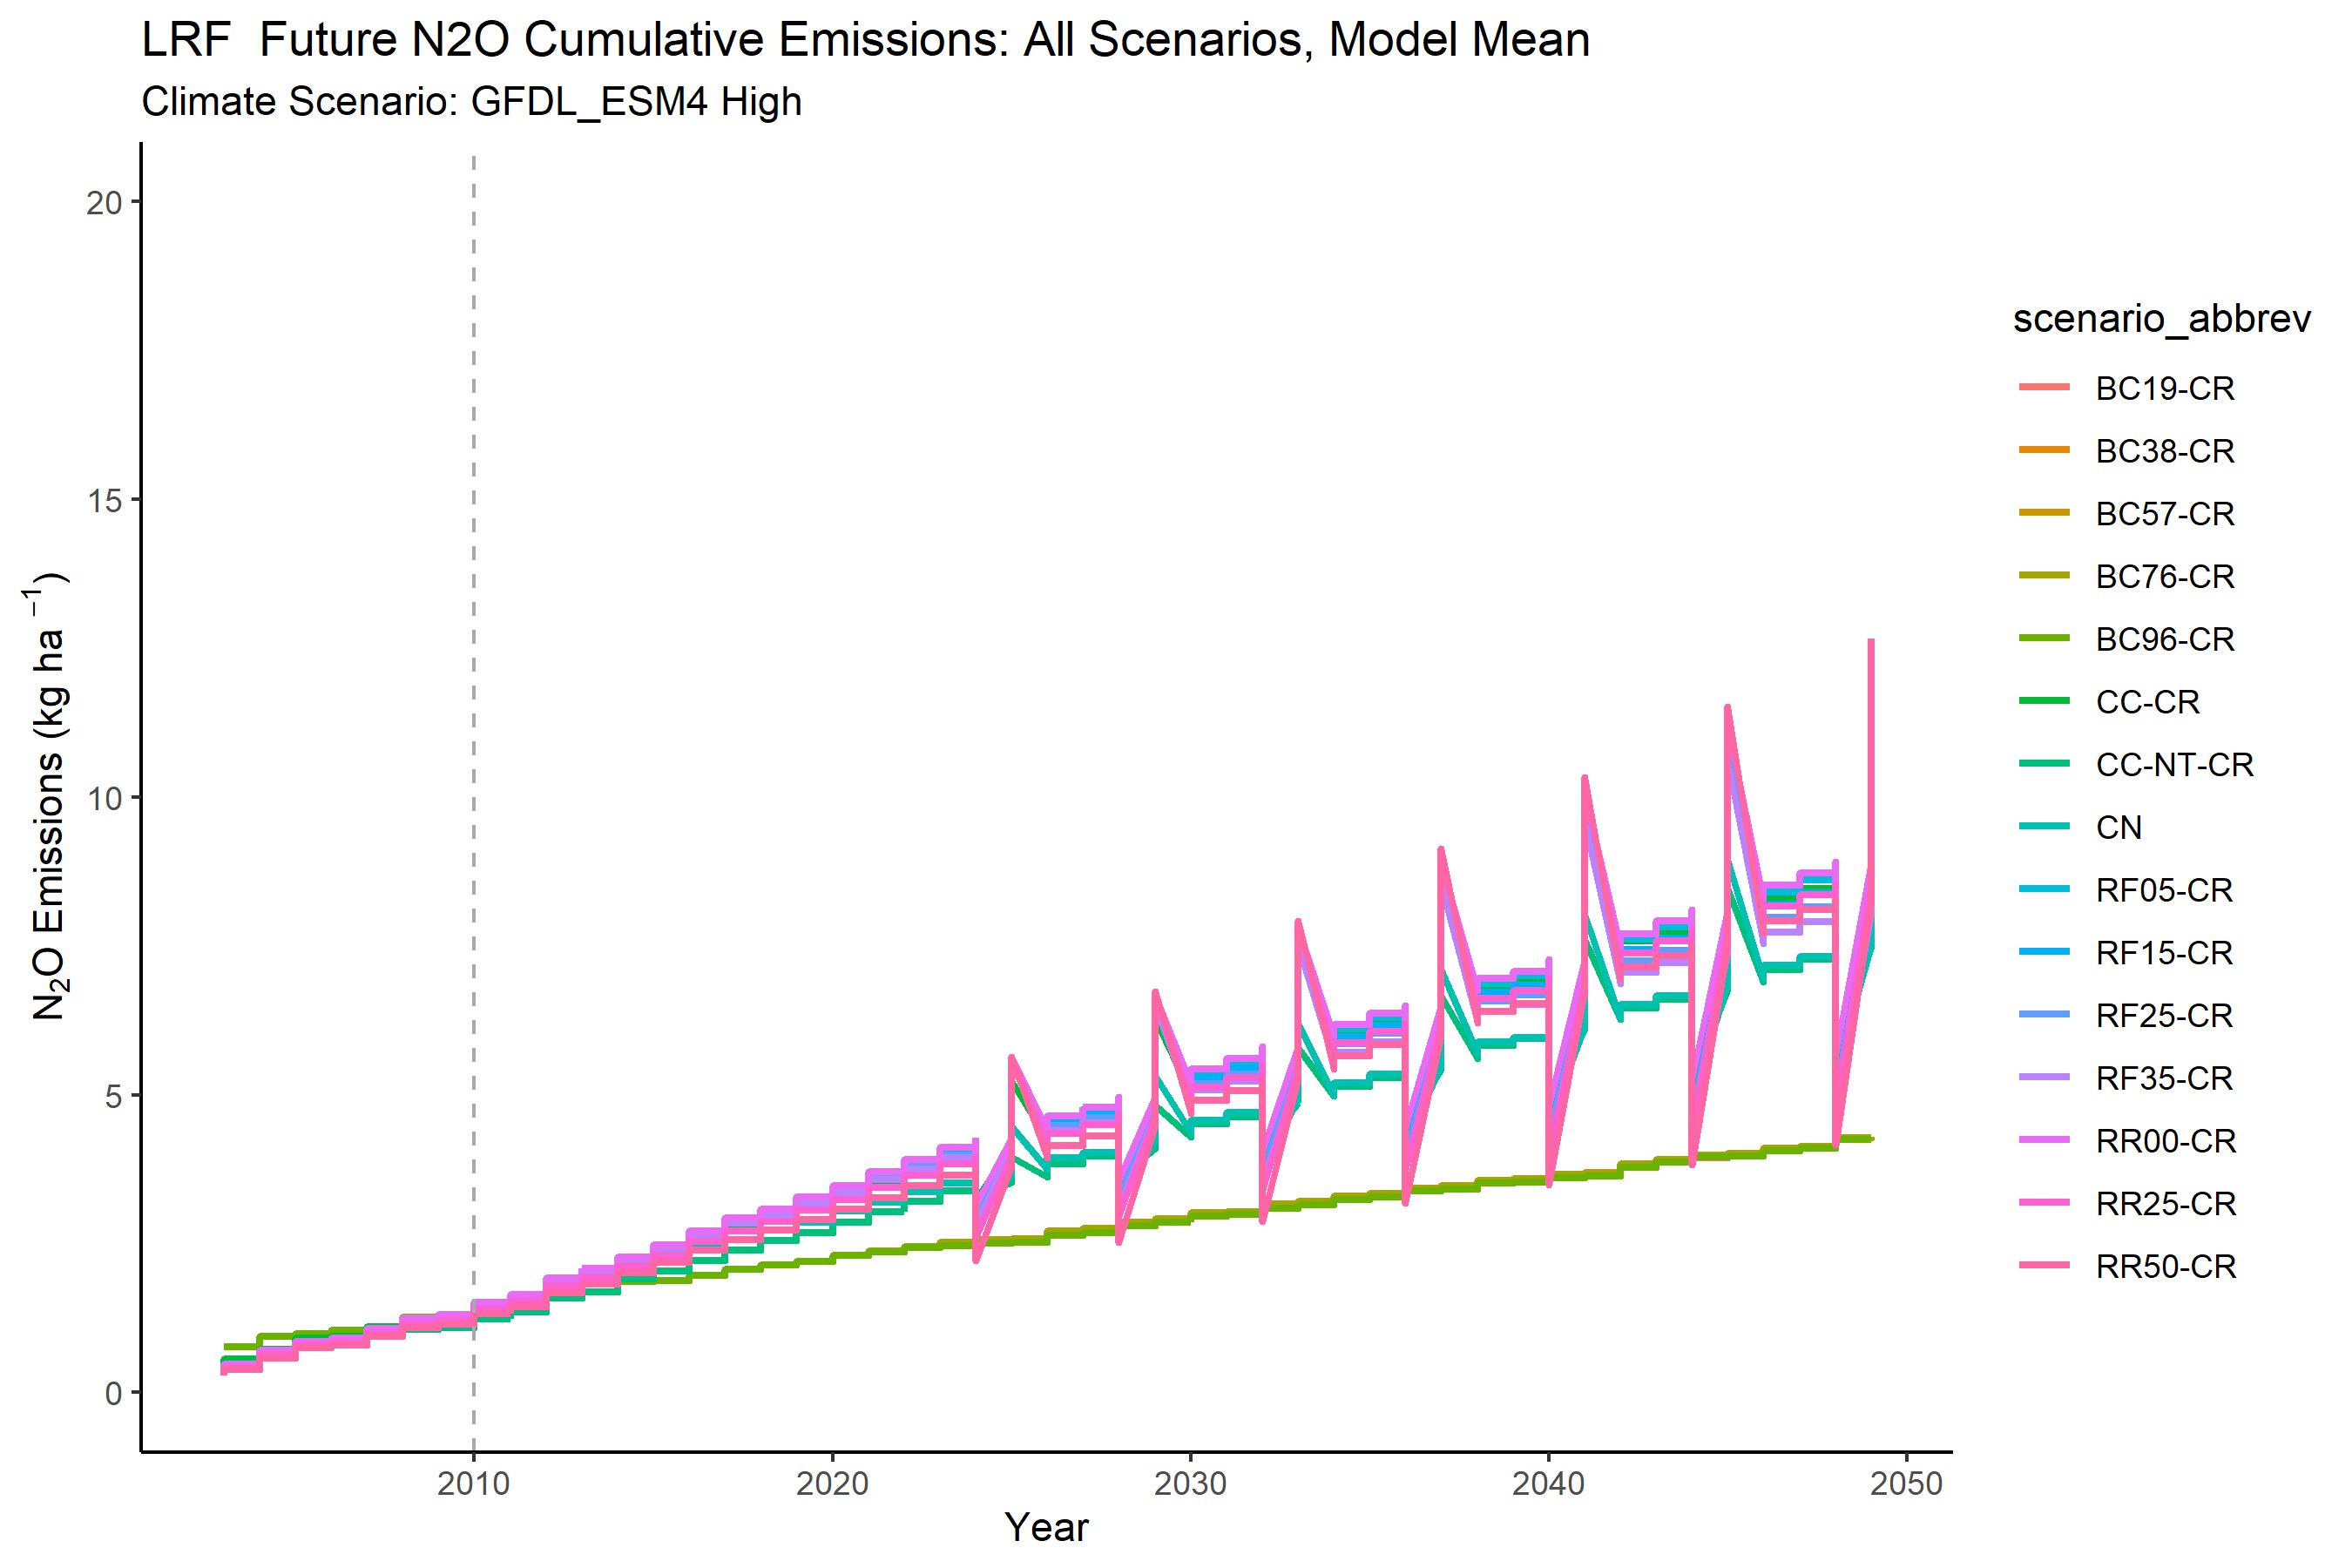 LRF  Future N2O Cumulative Emissions: All Scenarios, Model Mean
Climate Scenario: GFDL_ESM4 High
N₂O Emissions (kg ha ⁻¹)
20
15
10
5
0
2010
2020
2030
2040
2050
Year
scenario_abbrev
BC19-CR
BC38-CR
BC57-CR
BC76-CR
BC96-CR
CC-CR
CC-NT-CR
CN
RF05-CR
RF15-CR
RF25-CR
RF35-CR
RR00-CR
RR25-CR
RR50-CR